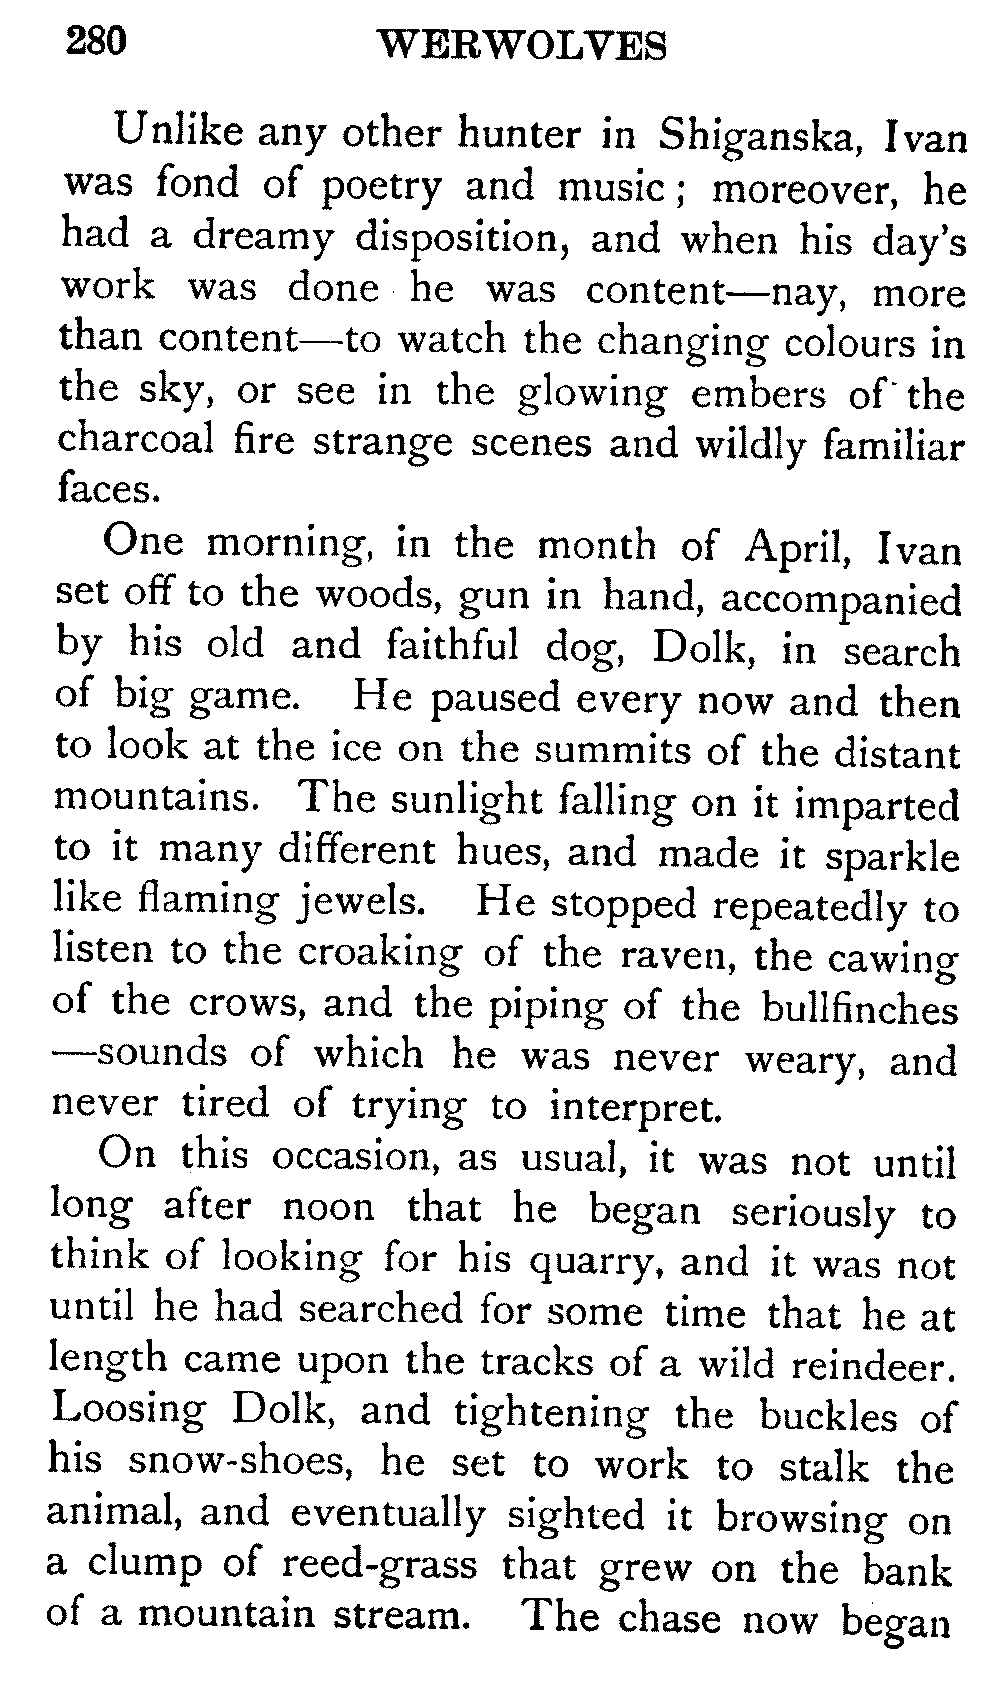 280 WERWOLVES
Unlike any other hunter in Shiganska, Ivan
was fond of poetry and music; moreover, he
had a dreamy disposition, and when his day's
work was done he was content—nay, more
than content—to watch the changing colours in
the sky, or see in the glowing embers of the
charcoal fire strange scenes and wildly familiar
faces.
One morning, in the month of April, Ivan
set off to the woods, gun in hand, accompanied
by his old and faithful dog, Dolk, in search
of big game. He paused every now and then
to look at the ice on the summits of the distant
mountains. The sunlight falling on it imparted
to it many different hues, and made it sparkle
like flaming jewels. He stopped repeatedly to
listen to the croaking of the raven, the cawing
of the crows, and the piping of the bullfinches
—sounds of which he was never weary, and
never tired of trying to interpret.
On this occasion, as usual, it was not until
long after noon that he began seriously to
think of looking for his quarry, and it was not
until he had searched for some time that he at
length came upon the tracks of a wild reindeer.
Loosing Dolk, and tightening the buckles of
his snow-shoes, he set to work to stalk the
animal, and eventually sighted it browsing on
a clump of reed-grass that grew on the bank
of a mountain stream. The chase now began